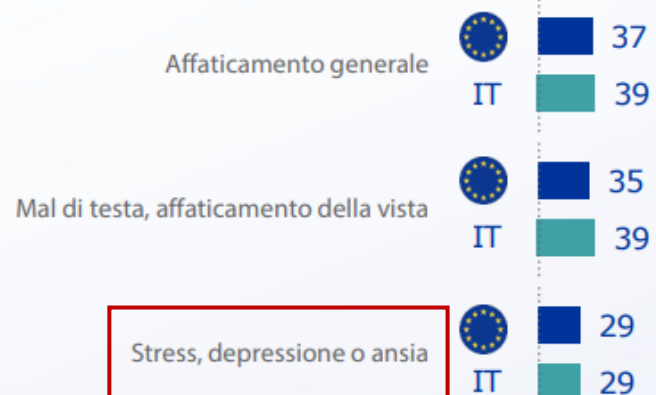 Affaticamento generale
37
IT
39
Mal di testa, affaticamento della vista
35
IT
39
Stress, depressione o ansia
29
IT
29